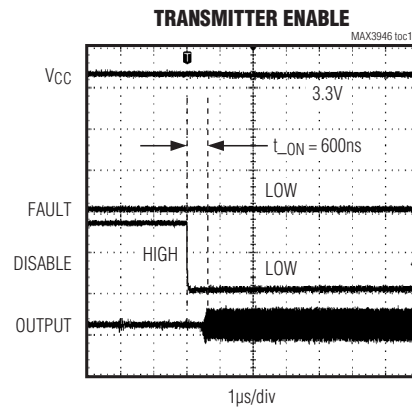 TRANSMITTER ENABLE
MAX3946 toc1
VCC
3.3V
t_ON = 600ns
LOW
FAULT
HIGH
DISABLE
LOW
OUTPUT
1µs/div